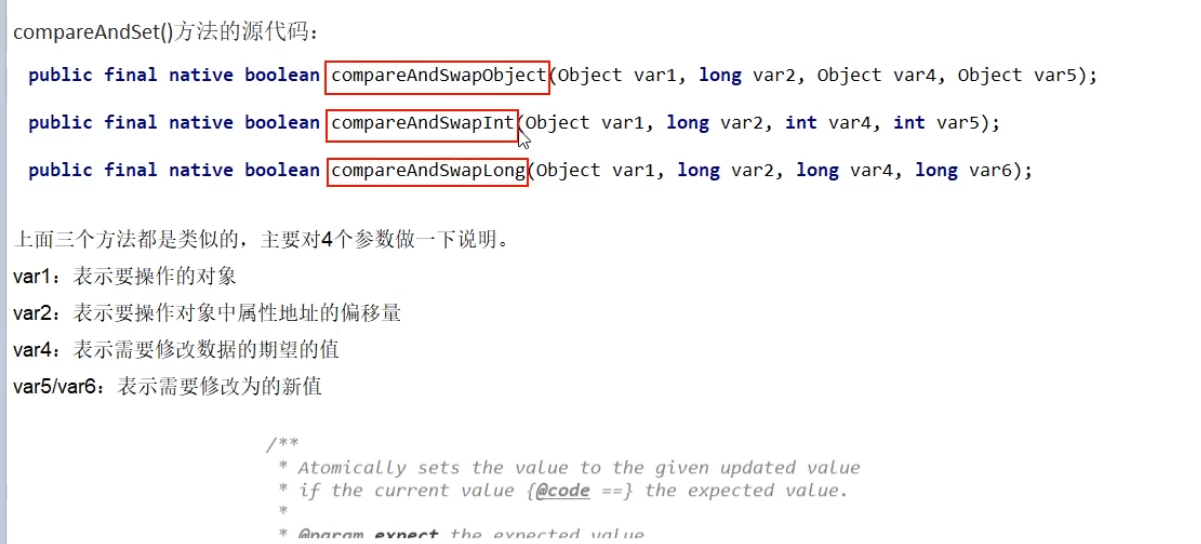 compareAndSet()方法的源代码：
public final native boolean compareAndSwapObject(Object var1, long var2, Object var4, Object var5);
public final native boolean compareAndSwapInt(Object var1, long var2, int var4, int var5);
public final native boolean compareAndSwapLong(Object var1, long var2, long var4, long var6);
上面三个方法都是类似的，主要对4个参数做一下说明。
var1：表示要操作的对象
var2：表示要操作对象中属性地址的偏移量
var4：表示需要修改数据的期望的值
var5/var6：表示需要修改为的新值
/**
* Atomically sets the value to the given updated value
* if the current value {@code ==} the expected value.
*
* @param expect the expected value